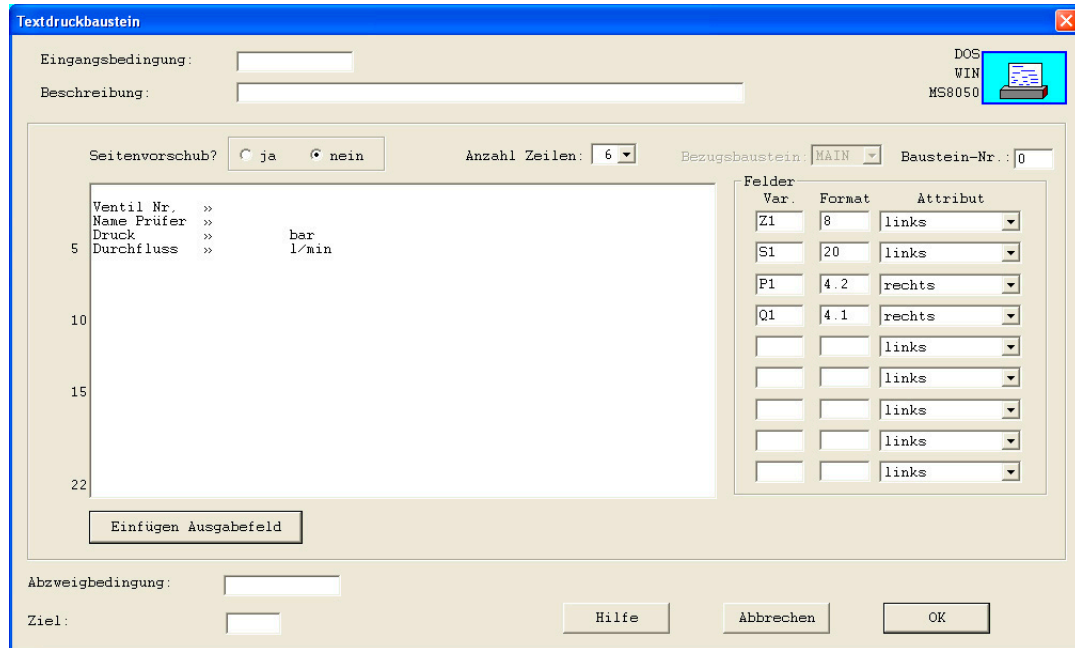 Textdruckbaustein
Eingangsbedingung:
DOS
WIN
MS8050
Beschreibung:
Seitenvorschub? ja nein Anzahl Zeilen: 6 Bezugsbaustein: MAIN Baustein-Nr.: 0
Felder
Var. Format Attribut
Ventil Nr, »
Name Prüfer »
Druck » bar
5 Durchfluss » l/min
10
15
22
Z1 8 links
S1 20 links
P1 4.2 rechts
Q1 4.1 rechts
links
links
links
links
links
Einfügen Ausgabefeld
Abzweigbedingung:
Ziel:
Hilfe Abbrechen OK